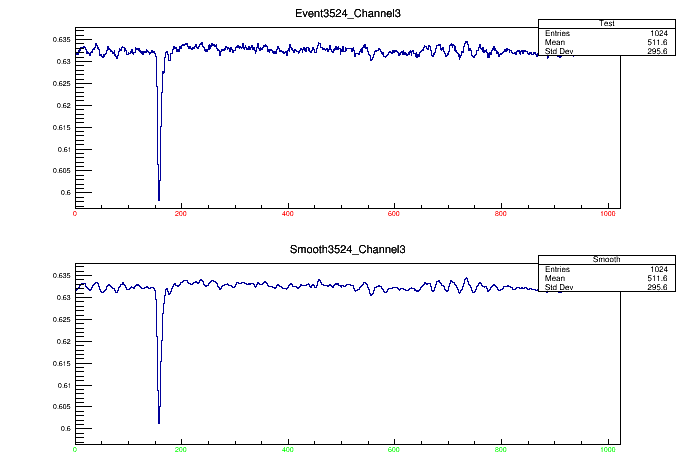 Event3524_Channel3
Test
Entries 1024
Mean 511.6
Std Dev 295.6
0.635
0.63
0.625
0.62
0.615
0.61
0.605
0.6
0 200 400 600 800 1000
Smooth3524_Channel3
Smooth
Entries 1024
Mean 511.6
Std Dev 295.6
0.635
0.63
0.625
0.62
0.615
0.61
0.605
0.6
0 200 400 600 800 1000